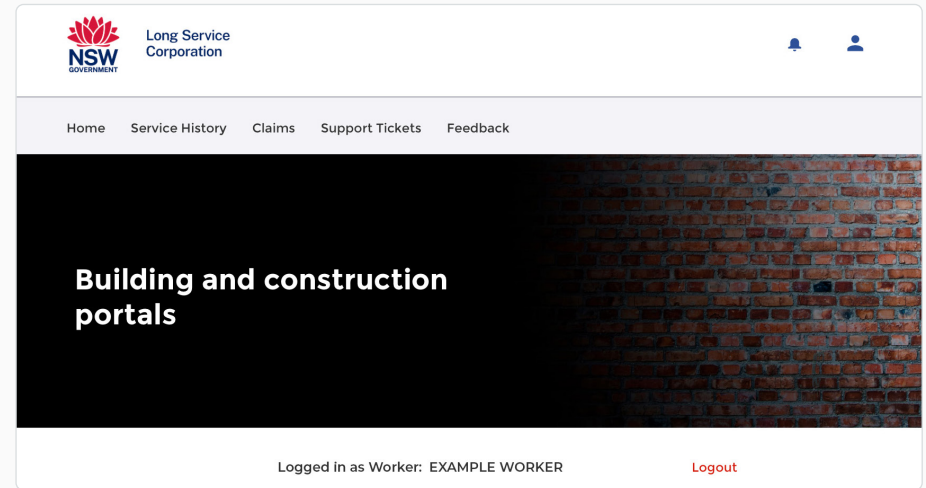 Long Service
Corporation
NSW
GOVERNMENT
Home Service History Claims Support Tickets Feedback
Building and construction
portals
Logged in as Worker: EXAMPLE WORKER Logout